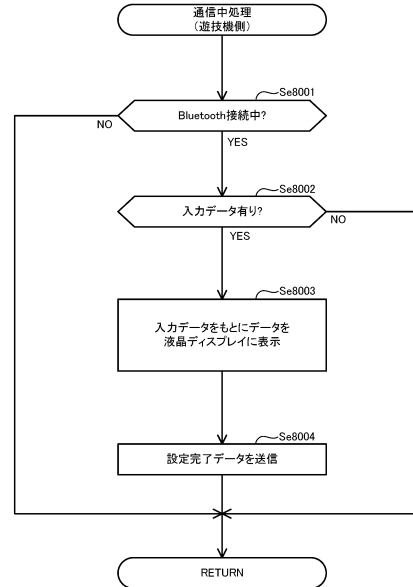 通信中処理
(遊技機側)
Se8001
Bluetooth接続中?
NO
YES
Se8002
入力データ有り?
NO
YES
Se8003
入力データをもとにデータを
液晶ディスプレイに表示
Se8004
設定完了データを送信
RETURN